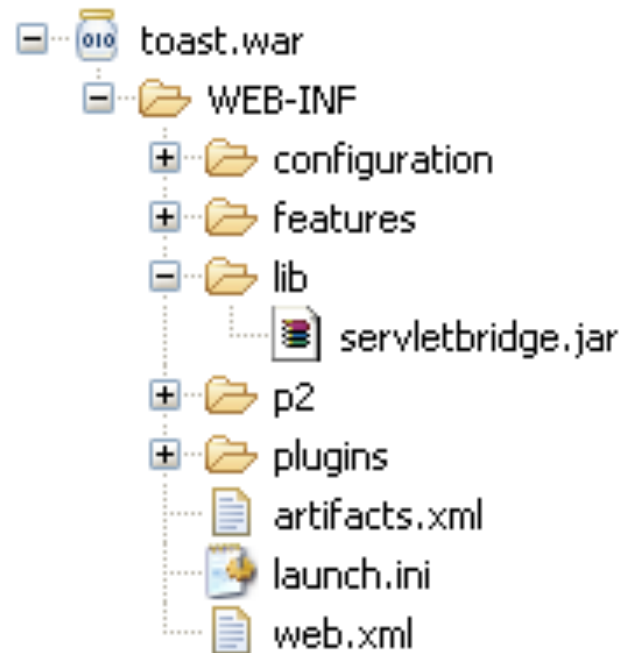 toast.war
WEB-INF
configuration
features
lib
servletbridge.jar
p2
plugins
artifacts.xml
launch.ini
web.xml